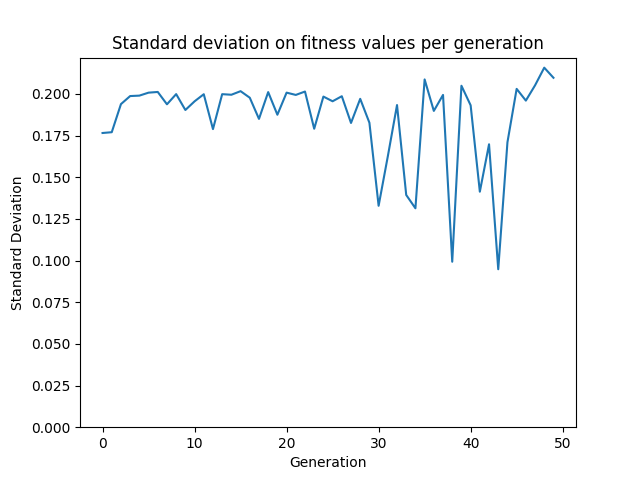 Standard deviation on fitness values per generation
0.200
0.175
0.150
0.125
0.100
0.075
0.050
0.025
0.000
Standard Deviation
0 10 20 30 40 50
Generation